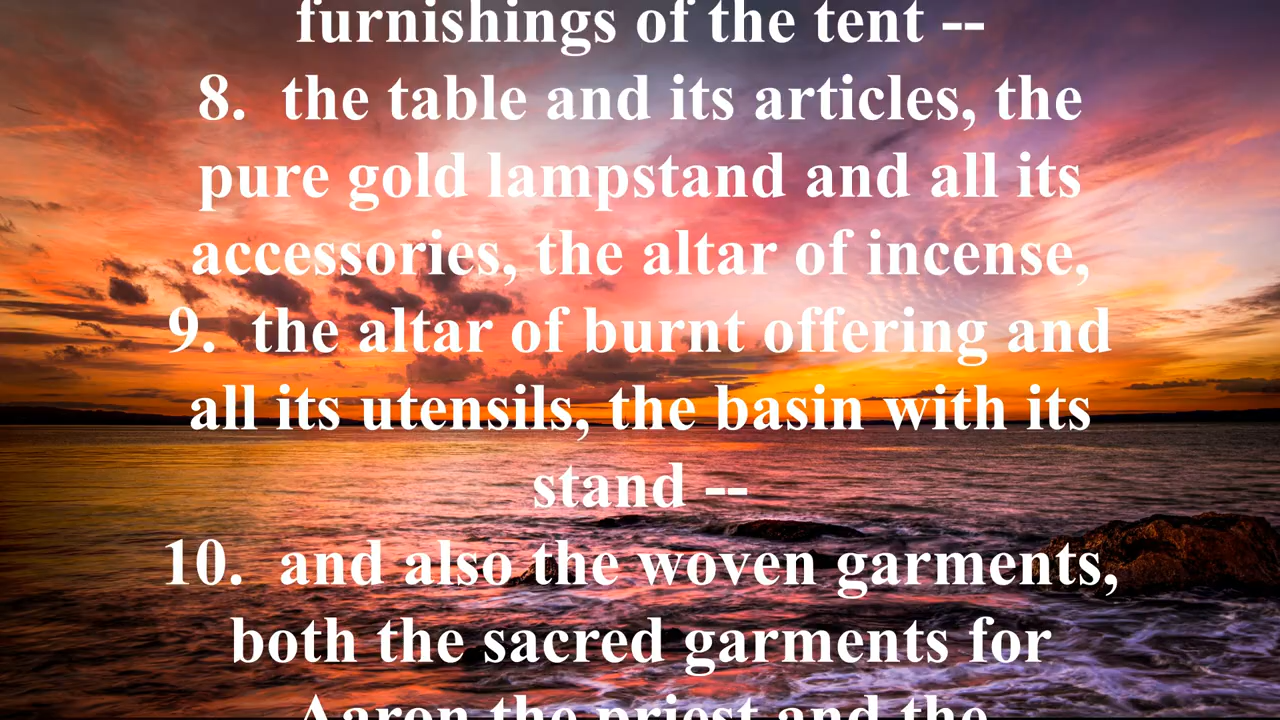 furnishings of the tent --
8.  the table and its articles, the
pure gold lampstand and all its
accessories, the altar of incense,
9.  the altar of burnt offering and
all its utensils, the basin with its
stand --
10.  and also the woven garments,
both the sacred garments for
Aaron the priest and the